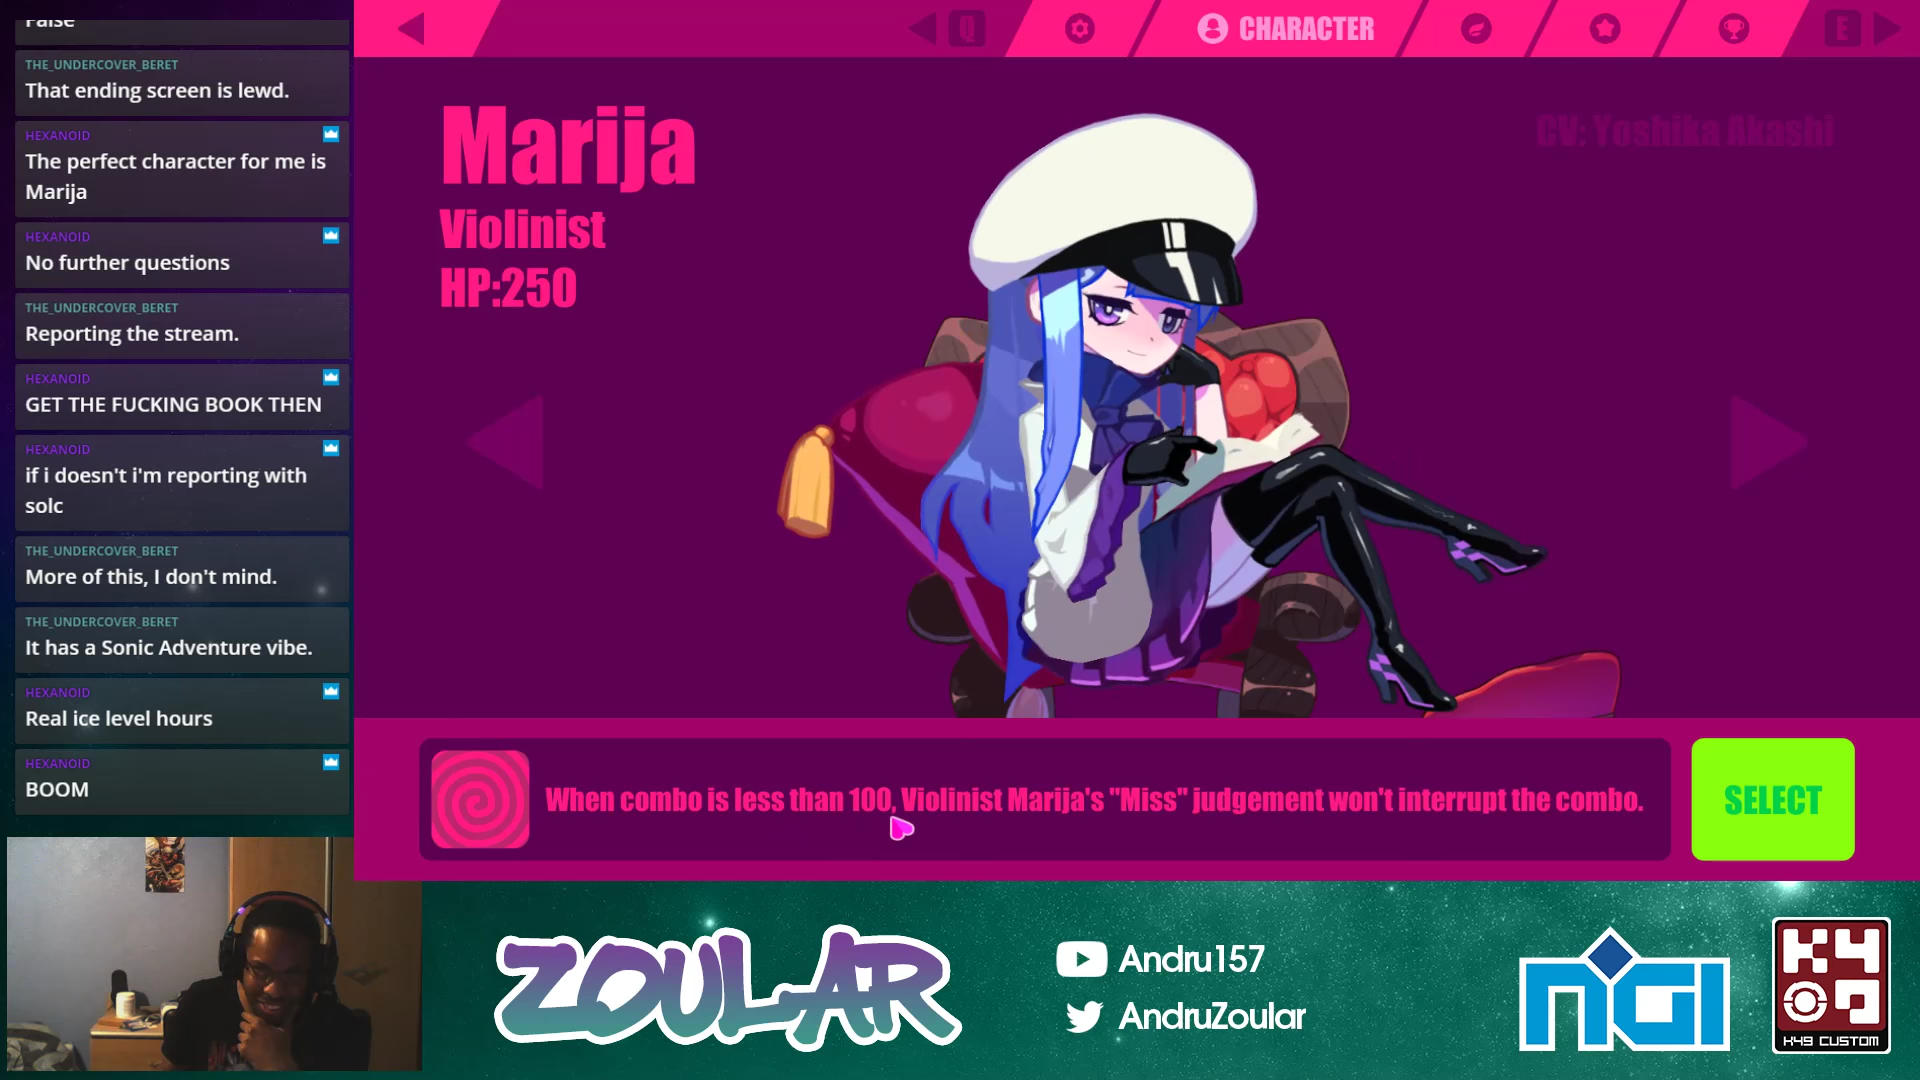 False
THE_UNDERCOVER_BERET
That ending screen is lewd.
HEXANOID
The perfect character for me is
Marija
HEXANOID
No further questions
THE_UNDERCOVER_BERET
Reporting the stream.
HEXANOID
GET THE FUCKING BOOK THEN
HEXANOID
if i doesn't i'm reporting with
solc
THE_UNDERCOVER_BERET
More of this, I don't mind.
THE_UNDERCOVER_BERET
It has a Sonic Adventure vibe.
HEXANOID
Real ice level hours
HEXANOID
BOOM
Q
CHARACTER
E
Marija
Violinist
HP:250
CV: Yoshika Akashi
When combo is less than 100, Violinist Marija's "Miss" judgement won't interrupt the combo.
SELECT
ZOULAR
Andru157
AndruZoular
NGI
K49
K49 CUSTOM